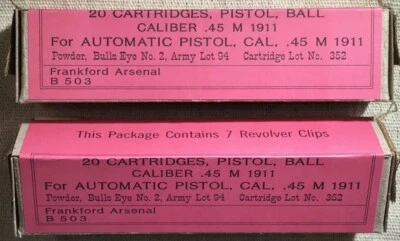 20 CARTRIDGES, PISTOL, BALL
CALIBER .45 M 1911
For AUTOMATIC PISTOL, CAL. .45 M 1911
Powder, Bulls Eye No. 2, Army Lot 94 Cartridge Lot No. 352
Frankford Arsenal
B 503
This Package Contains 7 Revolver Clips
20 CARTRIDGES, PISTOL, BALL
CALIBER .45 M 1911
For AUTOMATIC PISTOL, CAL. .45 M 1911
Powder, Bulls Eye No. 2, Army Lot 94 Cartridge Lot No. 352
Frankford Arsenal
B 503